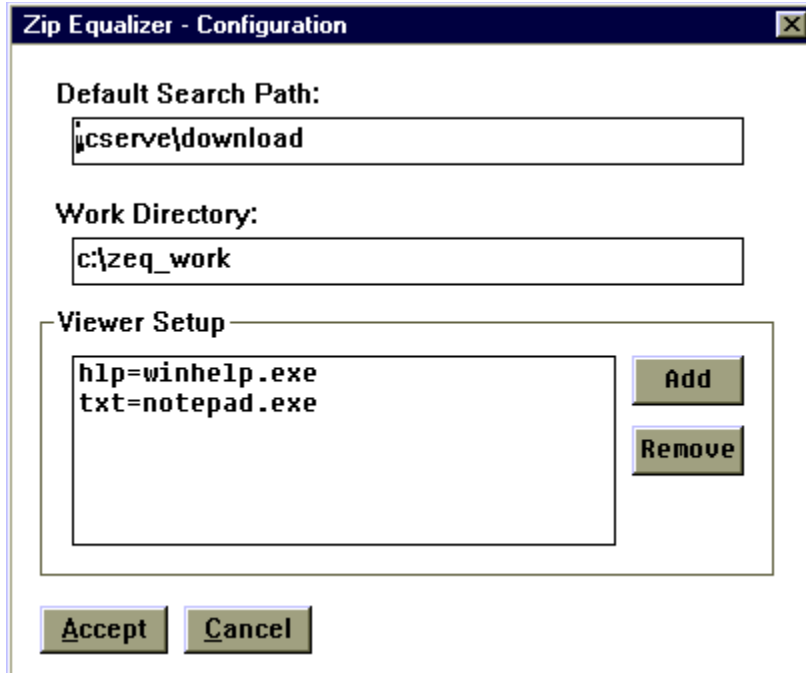 Zip Equalizer - Configuration
Default Search Path:
cserve\download
Work Directory:
c:\zeq_work
Viewer Setup
hlp=winhelp.exe
txt=notepad.exe
Add
Remove
Accept
Cancel